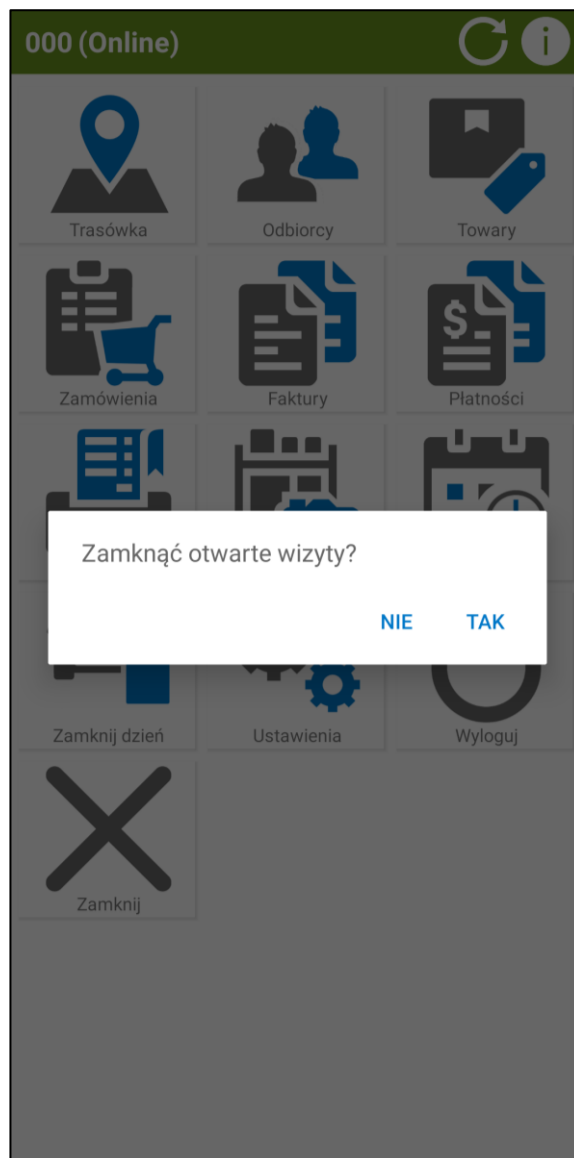 000 (Online)
Trasówka
Odbiorcy
Towary
Zamówienia
Faktury
Płatności
Zamknąć otwarte wizyty?
NIE
TAK
Zamknij dzień
Ustawienia
Wyloguj
Zamknij